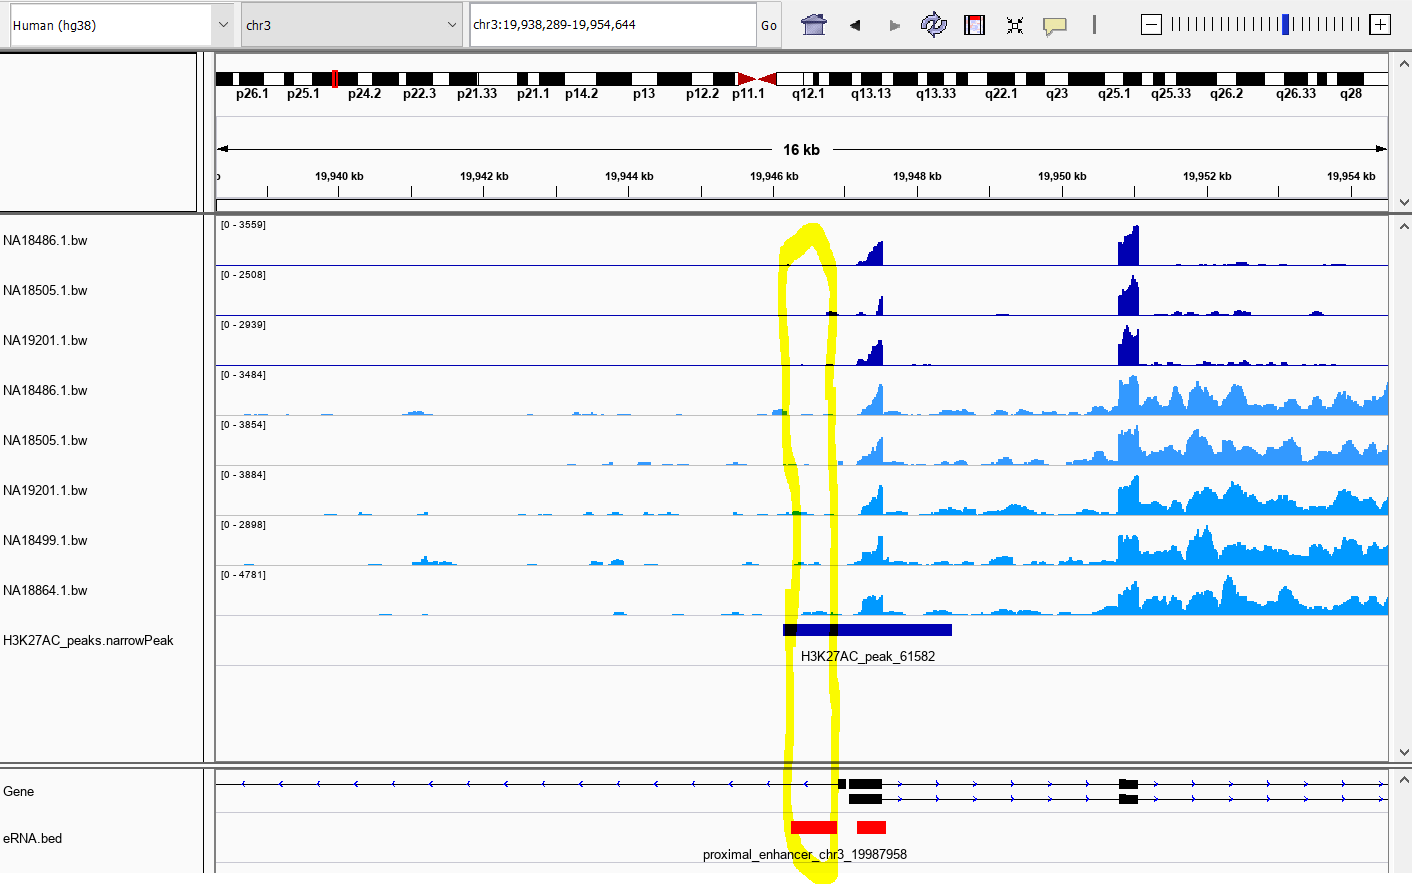 Human (hg38) chr3 chr3:19,938,289-19,954,644 Go
p26.1 p25.1 p24.2 p22.3 p21.33 p21.1 p14.2 p13 p12.2 p11.1 q12.1 q13.13 q13.33 q22.1 q23 q25.1 q25.33 q26.2 q26.33 q28
16 kb
19,940 kb 19,942 kb 19,944 kb 19,946 kb 19,948 kb 19,950 kb 19,952 kb 19,954 kb
[0 - 3559]
NA18486.1.bw
[0 - 2508]
NA18505.1.bw
[0 - 2939]
NA19201.1.bw
[0 - 3484]
NA18486.1.bw
[0 - 3854]
NA18505.1.bw
[0 - 3884]
NA19201.1.bw
[0 - 2898]
NA18499.1.bw
[0 - 4781]
NA18864.1.bw
H3K27AC_peaks.narrowPeak
H3K27AC_peak_61582
Gene
eRNA.bed
proximal_enhancer_chr3_19987958